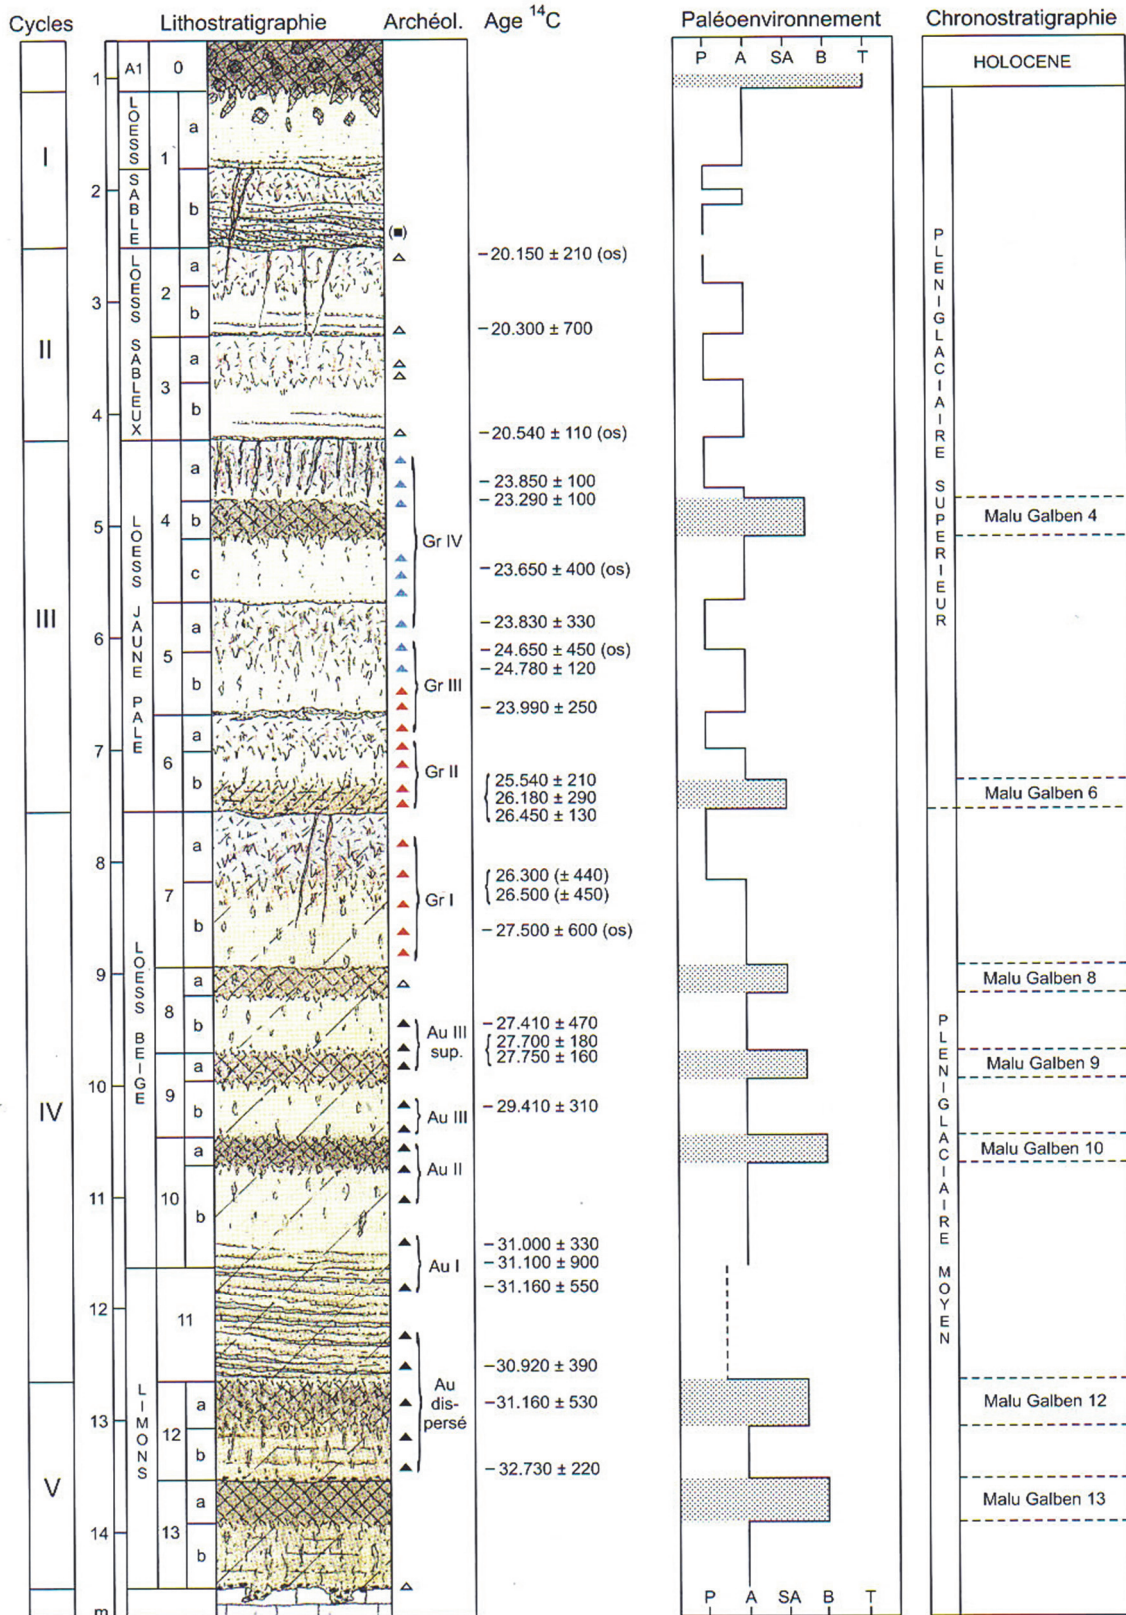 Cycles Lithostratigraphie Archéol. Age 14C Paléoenvironnement Chronostratigraphie
P A SA B T
A1 0 HOLOCENE
1
I
LOESS
1
a
2
SABLE
b
(■)
II
LOESS SABLEUX
2
a
-20.150 ± 210 (os)
3
b
-20.300 ± 700
3
a
4
b
-20.540 ± 110 (os)
III
LOESS JAUNE PALE
4
a
-23.850 ± 100
-23.290 ± 100
5
b
Malu Galben 4
Gr IV
c
-23.650 ± 400 (os)
PLENIGLACIAIRE SUPERIEUR
6
5
a
-23.830 ± 330
-24.650 ± 450 (os)
b
Gr III
-24.780 ± 120
-23.990 ± 250
7
6
a
Gr II
b
25.540 ± 210
26.180 ± 290
26.450 ± 130
Malu Galben 6
8
IV
LOESS BEIGE
7
a
26.300 (± 440)
26.500 (± 450)
Gr I
b
-27.500 ± 600 (os)
9
8
a
Malu Galben 8
b
Au III
sup.
-27.410 ± 470
27.700 ± 180
27.750 ± 160
10
9
a
Malu Galben 9
b
Au III
-29.410 ± 310
PLENIGLACIAIRE MOYEN
10
a
Au II
Malu Galben 10
11
b
-31.000 ± 330
Au I
-31.100 ± 900
-31.160 ± 550
12
11
-30.920 ± 390
V
LIMONS
13
12
a
Au
dis-
persé
-31.160 ± 530
Malu Galben 12
b
-32.730 ± 220
14
13
a
Malu Galben 13
b
P A SA B T
m